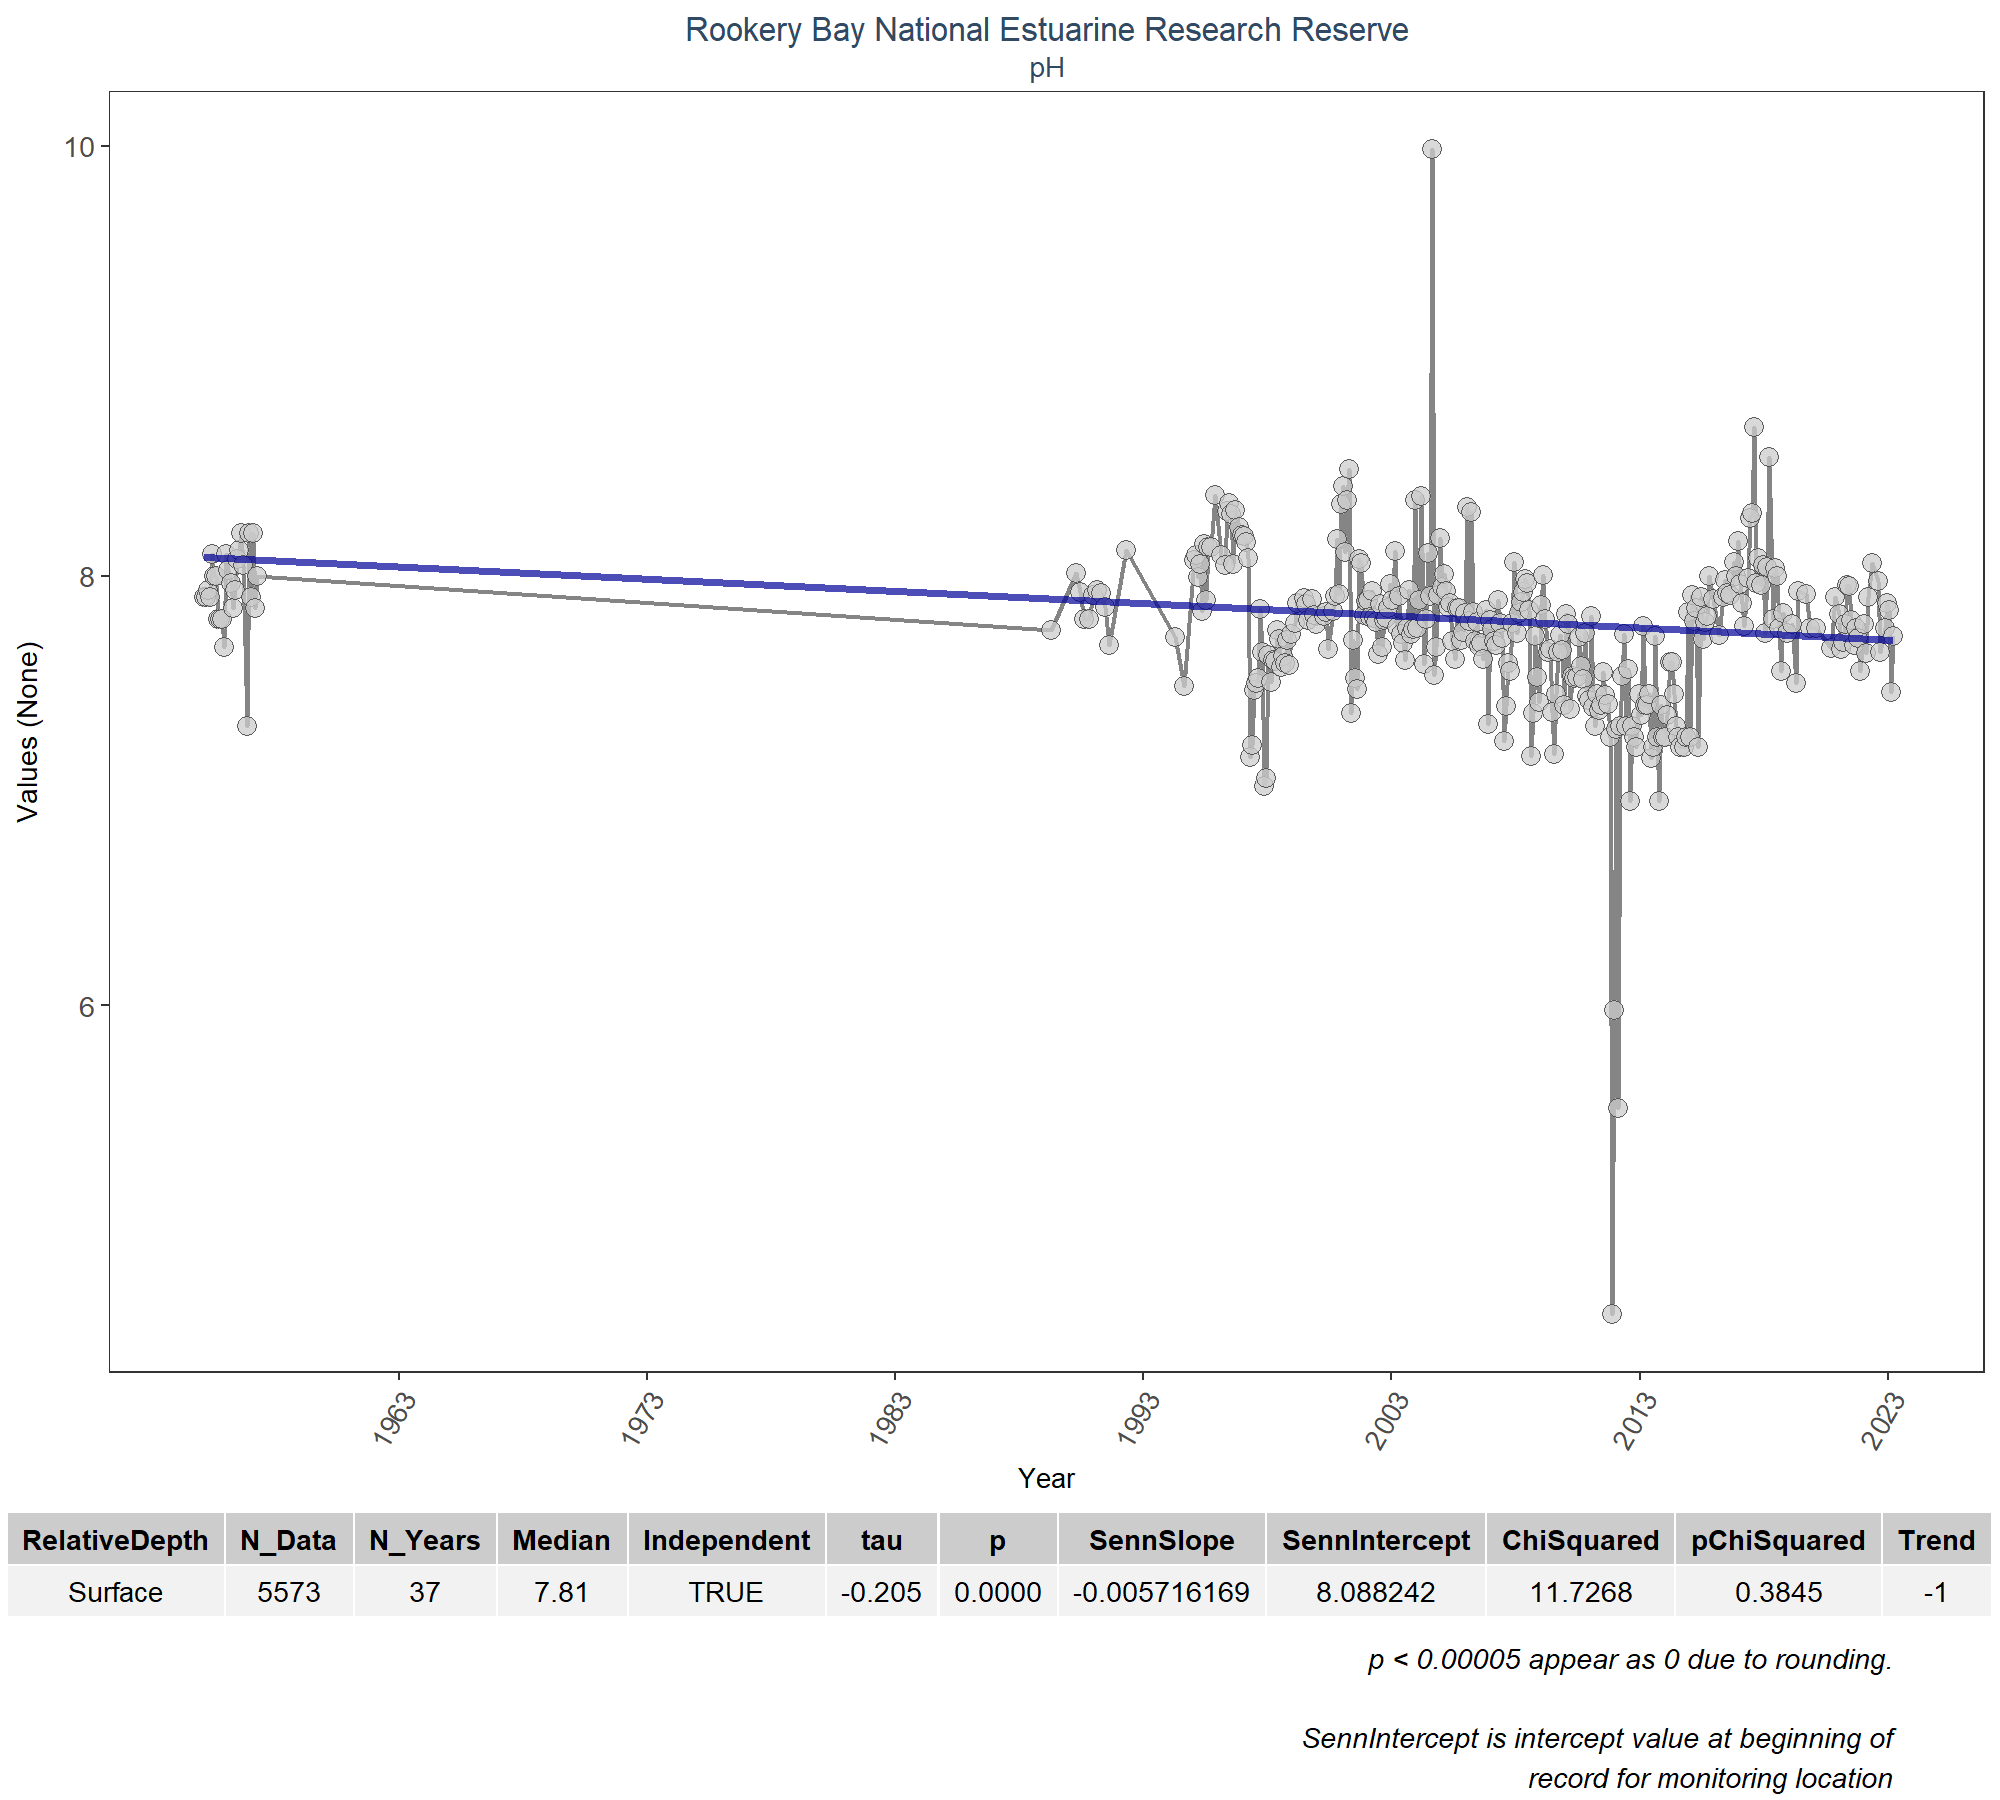 Rookery Bay National Estuarine Research Reserve
pH
10
8
6
Values (None)
1963 1973 1983 1993 2003 2013 2023
Year
RelativeDepth N_Data N_Years Median Independent tau p SennSlope SennIntercept ChiSquared pChiSquared Trend
Surface 5573 37 7.81 TRUE -0.205 0.0000 -0.005716169 8.088242 11.7268 0.3845 -1
p < 0.00005 appear as 0 due to rounding.
SennIntercept is intercept value at beginning of
record for monitoring location